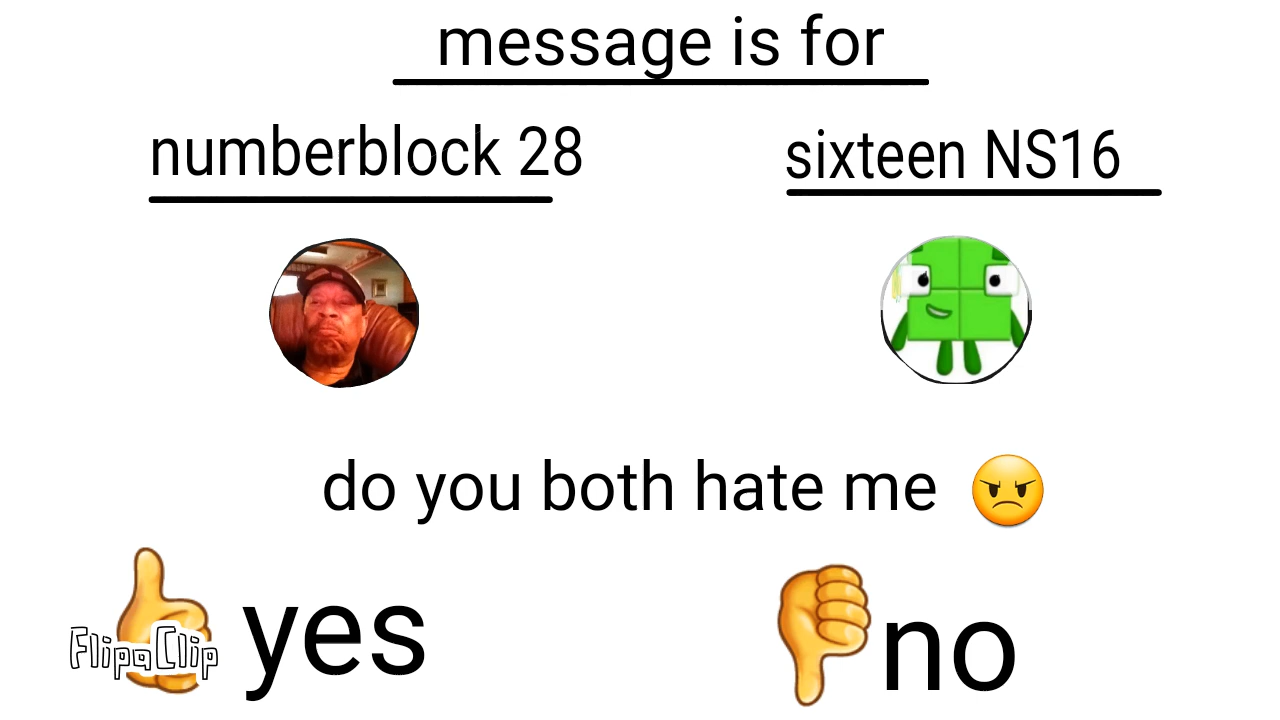 message is for
numberblock 28
sixteen NS16
do you both hate me
yes
no
FlipaClip